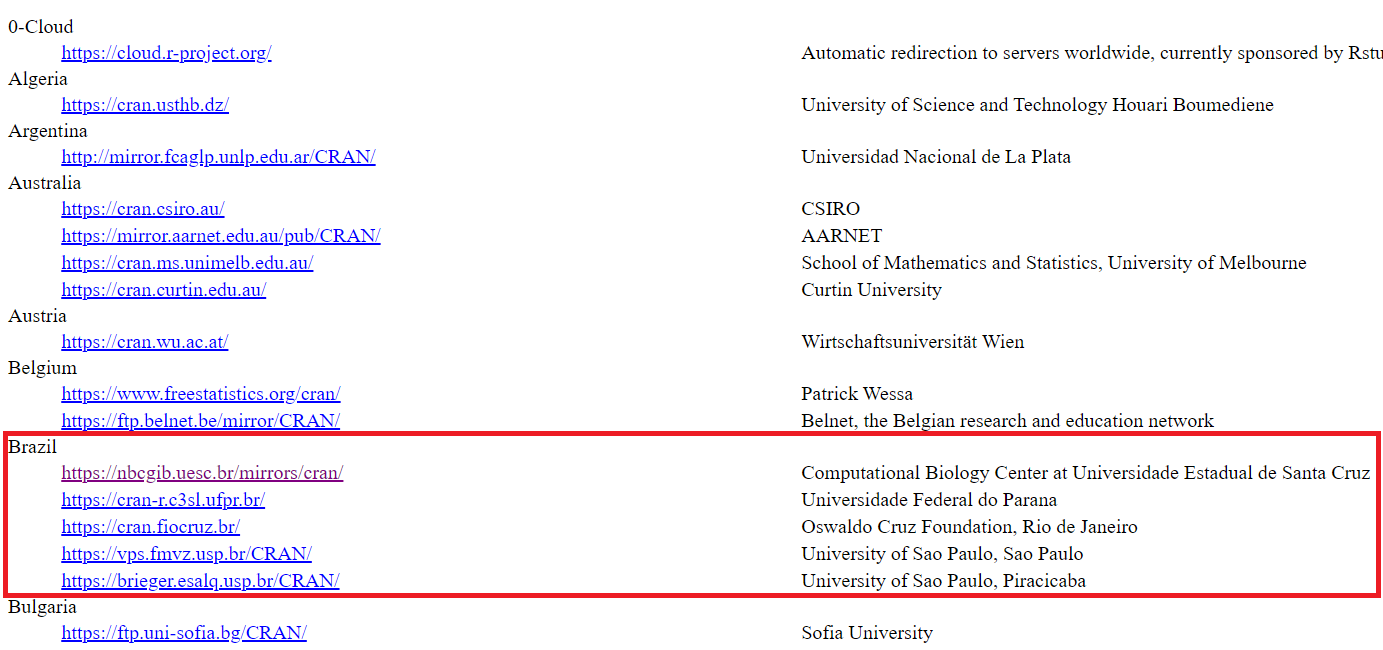 0-Cloud
https://cloud.r-project.org/ Automatic redirection to servers worldwide, currently sponsored by Rstu
Algeria
https://cran.usthb.dz/ University of Science and Technology Houari Boumediene
Argentina
http://mirror.fcaglp.unlp.edu.ar/CRAN/ Universidad Nacional de La Plata
Australia
https://cran.csiro.au/ CSIRO
https://mirror.aarnet.edu.au/pub/CRAN/ AARNET
https://cran.ms.unimelb.edu.au/ School of Mathematics and Statistics, University of Melbourne
https://cran.curtin.edu.au/ Curtin University
Austria
https://cran.wu.ac.at/ Wirtschaftsuniversität Wien
Belgium
https://www.freestatistics.org/cran/ Patrick Wessa
https://ftp.belnet.be/mirror/CRAN/ Belnet, the Belgian research and education network
Brazil
https://nbcgib.uesc.br/mirrors/cran/ Computational Biology Center at Universidade Estadual de Santa Cruz
https://cran-r.c3sl.ufpr.br/ Universidade Federal do Parana
https://cran.fiocruz.br/ Oswaldo Cruz Foundation, Rio de Janeiro
https://vps.fmvz.usp.br/CRAN/ University of Sao Paulo, Sao Paulo
https://brieger.esalq.usp.br/CRAN/ University of Sao Paulo, Piracicaba
Bulgaria
https://ftp.uni-sofia.bg/CRAN/ Sofia University